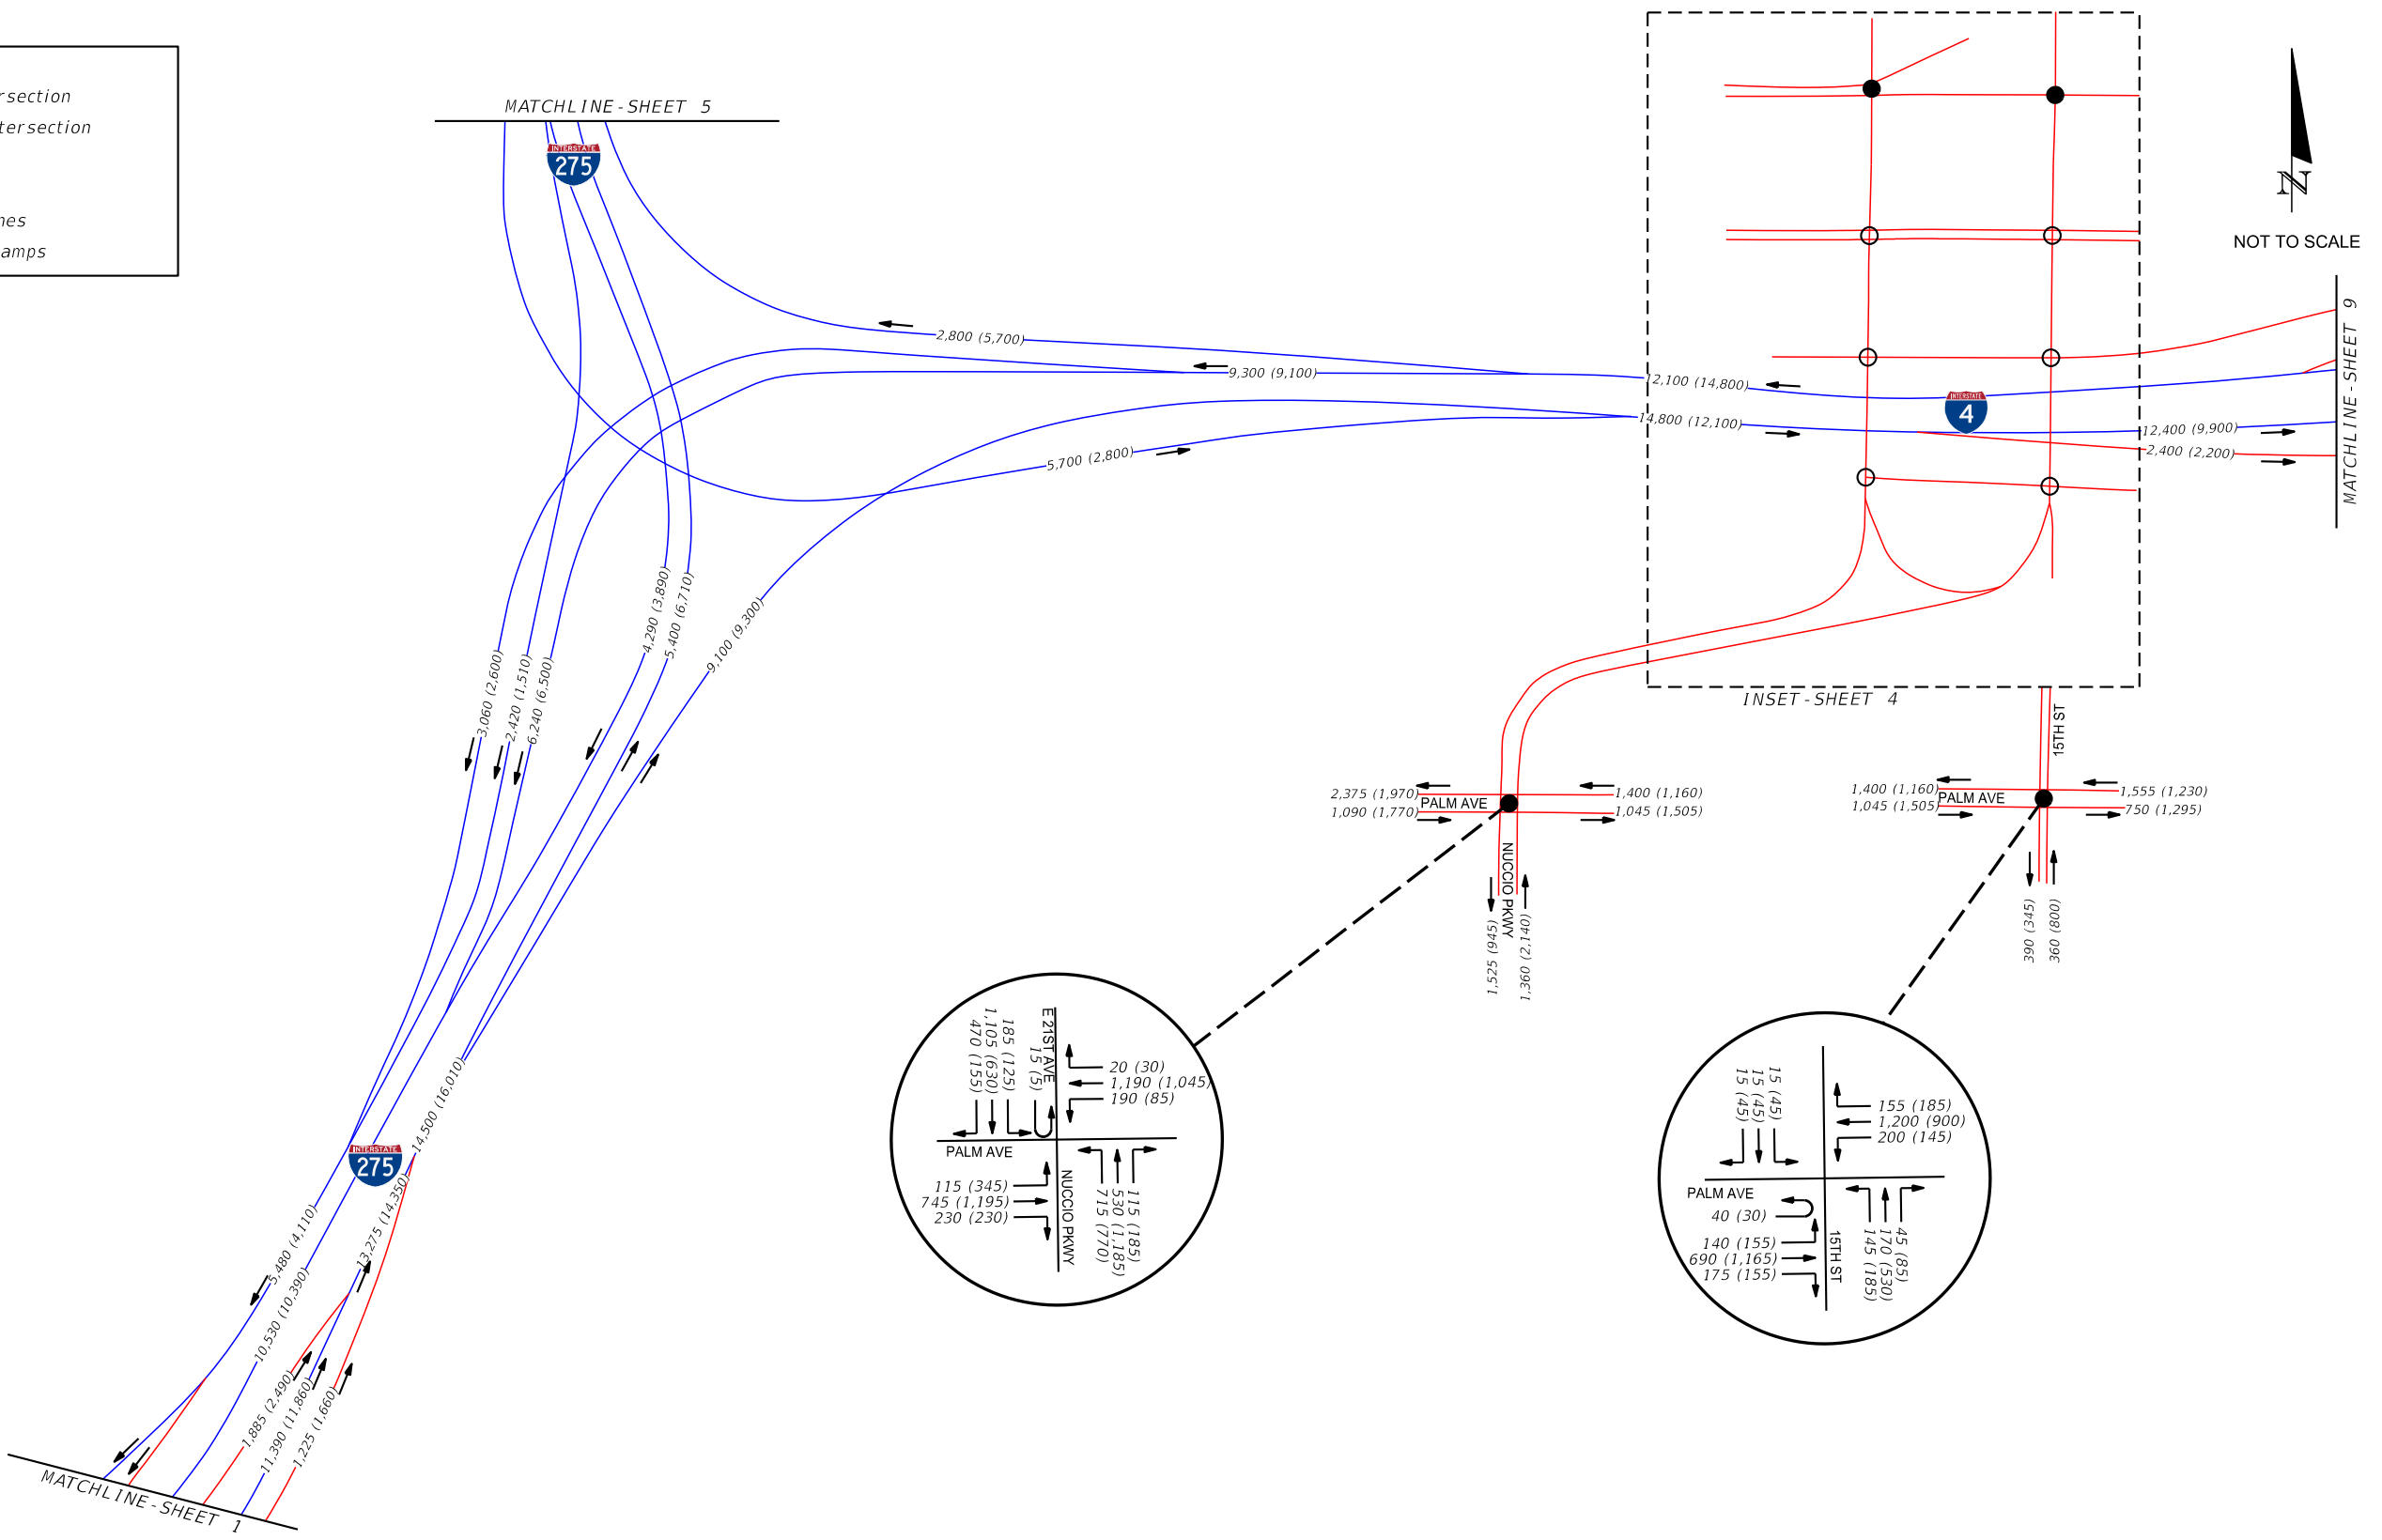 rsection
tersection
nes
amps
MATCHLINE-SHEET 5
INTERSTATE
275
N
NOT TO SCALE
MATCHLINE-SHEET 9
2,800 (5,700)
9,300 (9,100)
12,100 (14,800)
14,800 (12,100)
INTERSTATE
4
12,400 (9,900)
2,400 (2,200)
5,700 (2,800)
4,290 (3,890)
5,400 (6,710)
9,100 (9,300)
3,060 (2,600)
2,420 (1,510)
6,240 (6,500)
INSET-SHEET 4
15TH ST
2,375 (1,970)
PALM AVE
1,090 (1,770)
1,400 (1,160)
1,045 (1,505)
1,400 (1,160)
1,045 (1,505)
PALM AVE
1,555 (1,230)
750 (1,295)
NUCCIO PKWY
1,525 (945)
1,360 (2,140)
390 (345)
360 (800)
470 (155)
1,105 (630)
185 (125)
15 (5)
E 21ST AVE
20 (30)
1,190 (1,045)
190 (85)
PALM AVE
115 (345)
745 (1,195)
230 (230)
NUCCIO PKWY
715 (770)
530 (1,185)
115 (185)
15 (45)
15 (45)
15 (45)
155 (185)
1,200 (900)
200 (145)
PALM AVE
40 (30)
140 (155)
690 (1,165)
175 (155)
15TH ST
145 (185)
170 (530)
45 (85)
14,500 (16,010)
INTERSTATE
275
13,275 (14,350)
5,480 (4,110)
10,530 (10,390)
1,885 (2,490)
11,390 (11,860)
1,225 (1,660)
MATCHLINE-SHEET 1